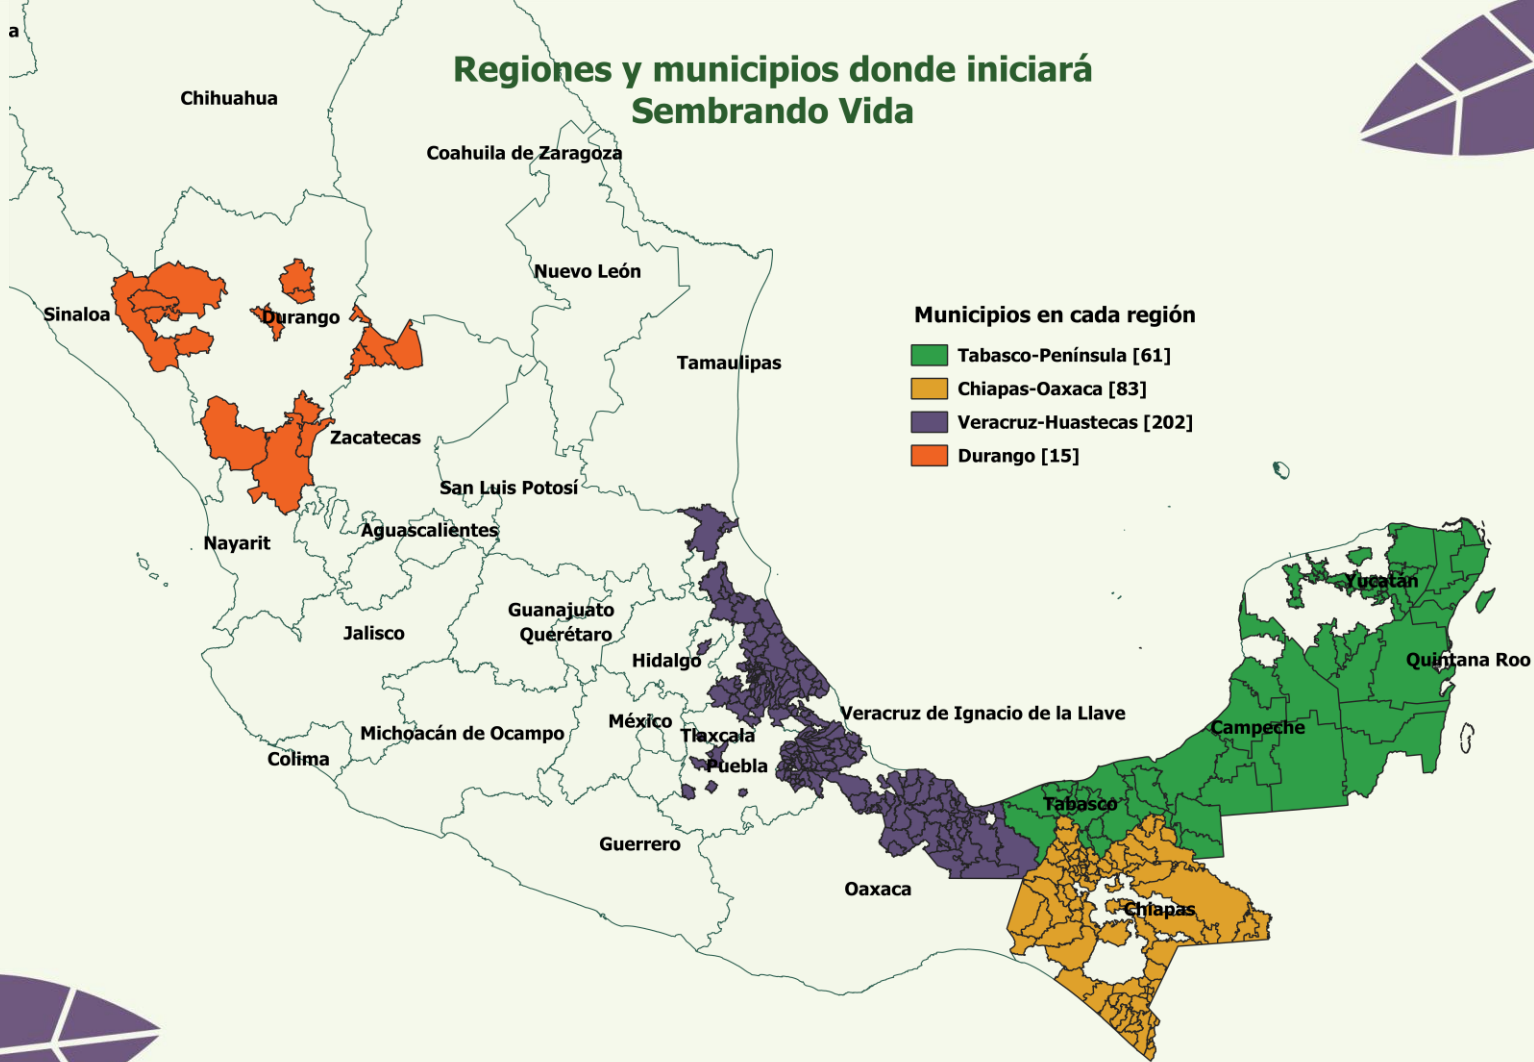 Regiones y municipios donde iniciará
Sembrando Vida
a
Chihuahua
Coahuila de Zaragoza
Nuevo León
Sinaloa
Durango
Tamaulipas
Zacatecas
San Luis Potosí
Aguascalientes
Nayarit
Guanajuato
Querétaro
Jalisco
Hidalgo
Michoacán de Ocampo
México
Tlaxcala
Colima
Puebla
Veracruz de Ignacio de la Llave
Guerrero
Oaxaca
Tabasco
Chiapas
Campeche
Yucatán
Quintana Roo
Municipios en cada región
Tabasco-Península [61]
Chiapas-Oaxaca [83]
Veracruz-Huastecas [202]
Durango [15]